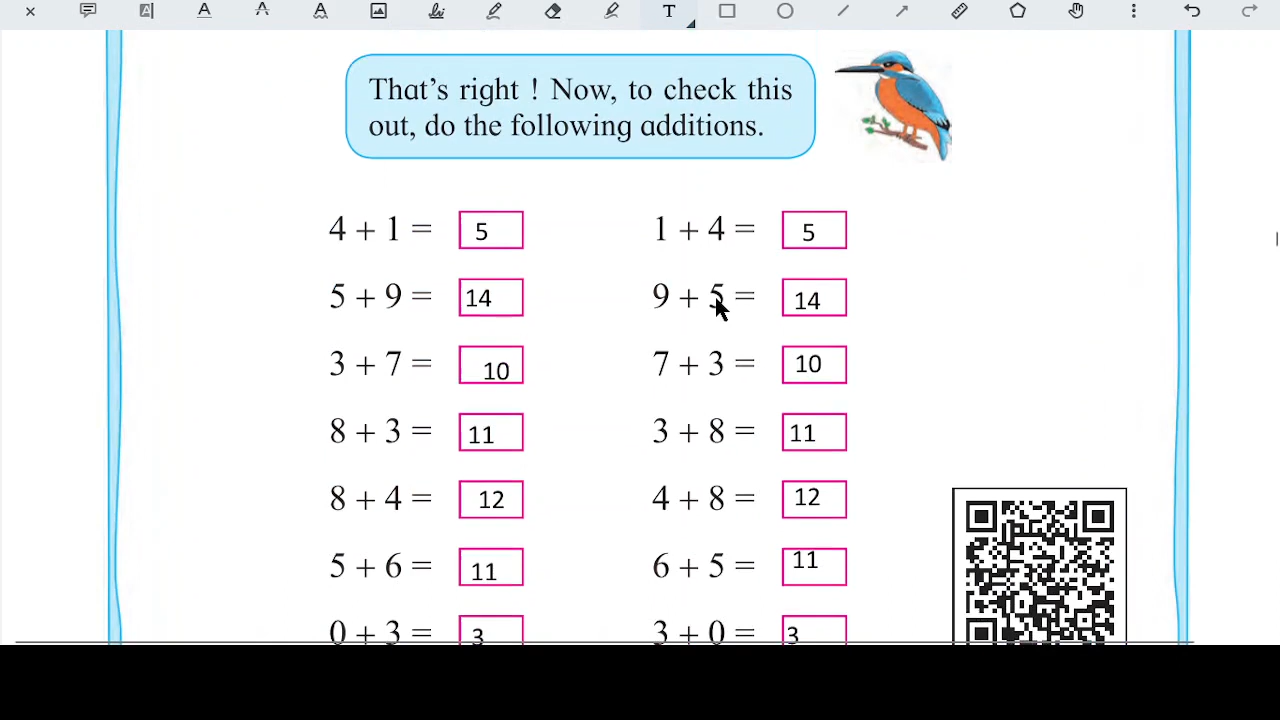 That's right ! Now, to check this
out, do the following additions.
4 + 1 = 5 1 + 4 = 5
5 + 9 = 14 9 + 5 = 14
3 + 7 = 10 7 + 3 = 10
8 + 3 = 11 3 + 8 = 11
8 + 4 = 12 4 + 8 = 12
5 + 6 = 11 6 + 5 = 11
0 + 3 = 3 3 + 0 = 3